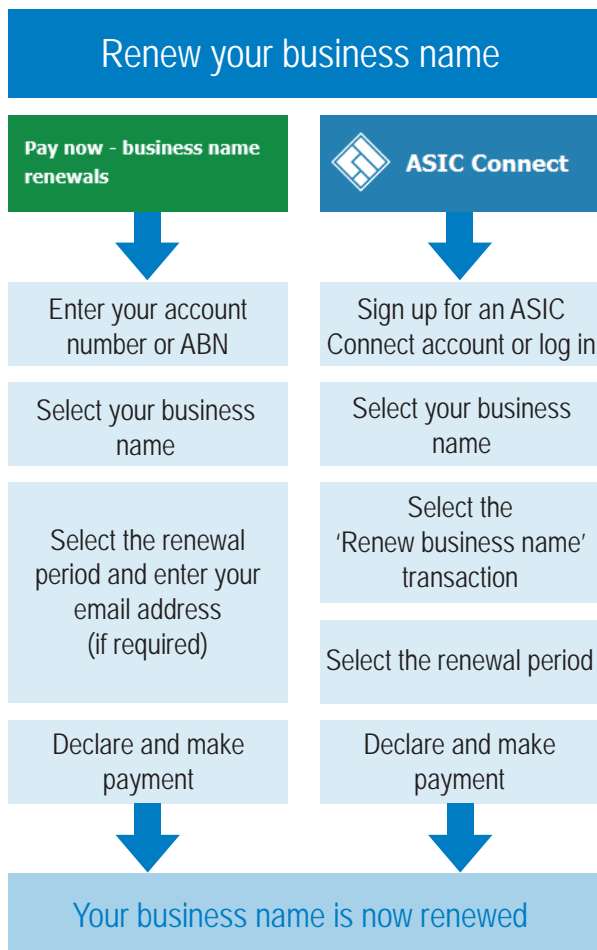 Renew your business name
Pay now - business name
renewals
Enter your account
number or ABN
Select your business
name
Select the renewal
period and enter your
email address
(if required)
Declare and make
payment
ASIC Connect
Sign up for an ASIC
Connect account or log in
Select your business
name
Select the
‘Renew business name’
transaction
Select the renewal period
Declare and make
payment
Your business name is now renewed